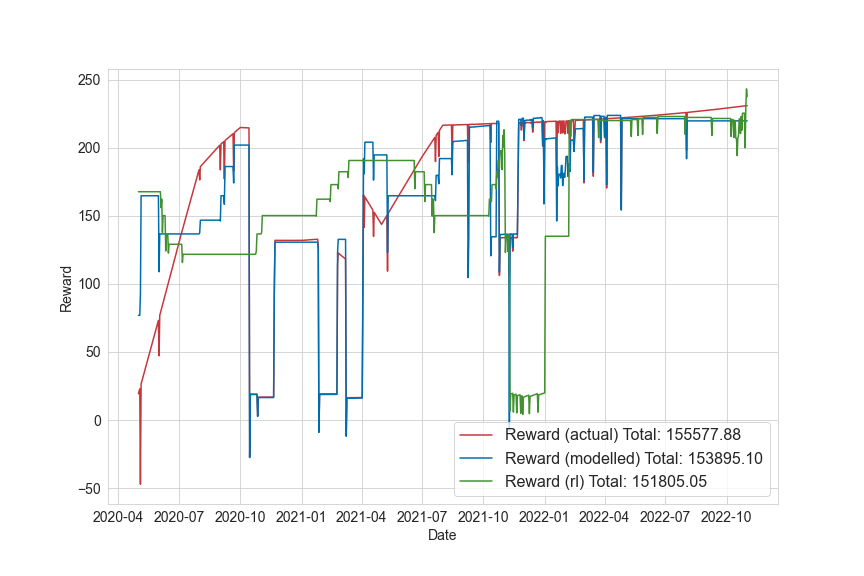 250
200
150
100
50
0
−50
Reward
2020-04 2020-07 2020-10 2021-01 2021-04 2021-07 2021-10 2022-01 2022-04 2022-07 2022-10
Date
Reward (actual) Total: 155577.88
Reward (modelled) Total: 153895.10
Reward (rl) Total: 151805.05